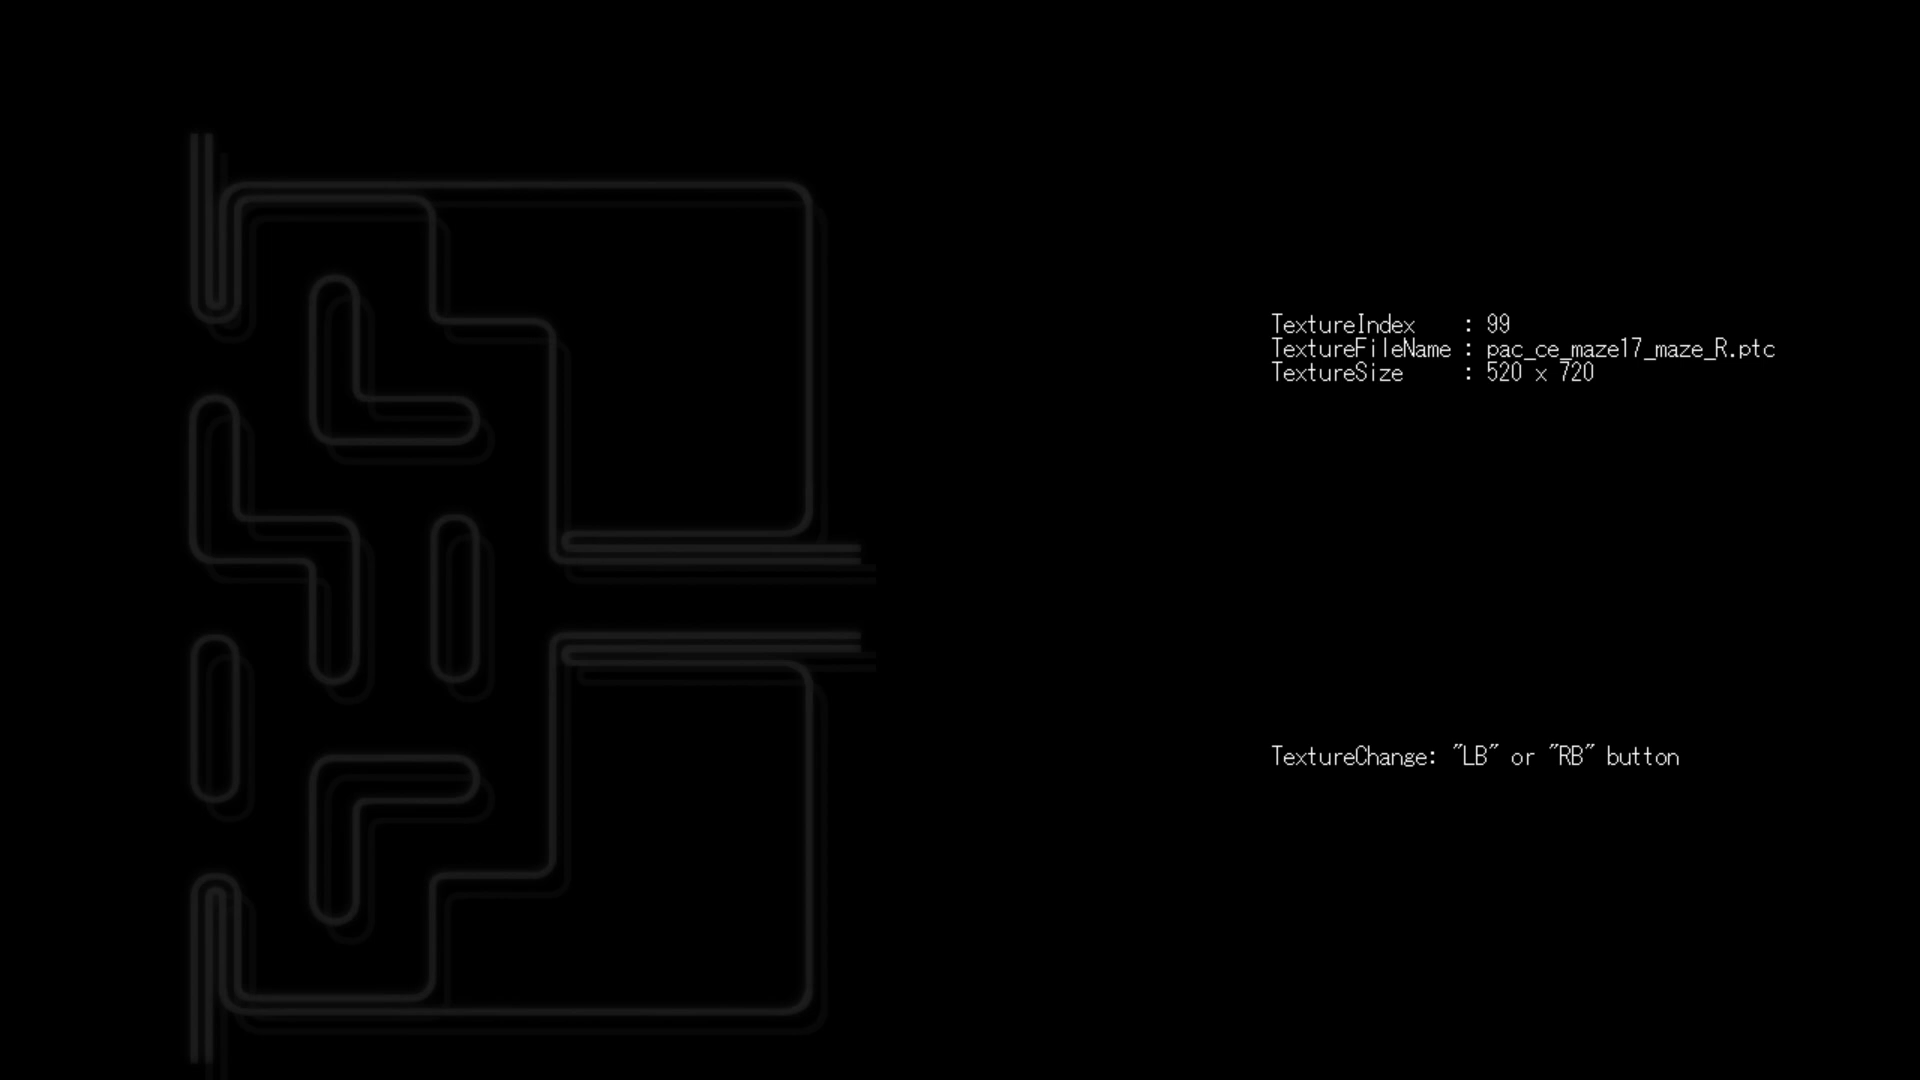 TextureIndex : 99
TextureFileName : pac_ce_maze17_maze_R.ptc
TextureSize : 520 x 720
TextureChange: "LB" or "RB" button